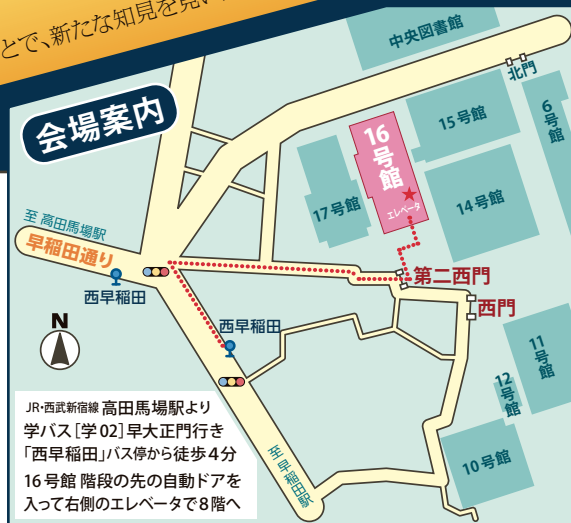 とで、新たな知見を見い
会場案内
中央図書館
北門
6号館
15号館
16号館
エレベータ
14号館
17号館
至 高田馬場駅
早稲田通り
西早稲田
第二西門
西門
西早稲田
N
11号館
12号館
10号館
至 早稲田駅
JR・西武新宿線 高田馬場駅より
学バス[学02]早大正門行き
「西早稲田」バス停から徒歩4分
16号館 階段の先の自動ドアを
入って右側のエレベータで8階へ